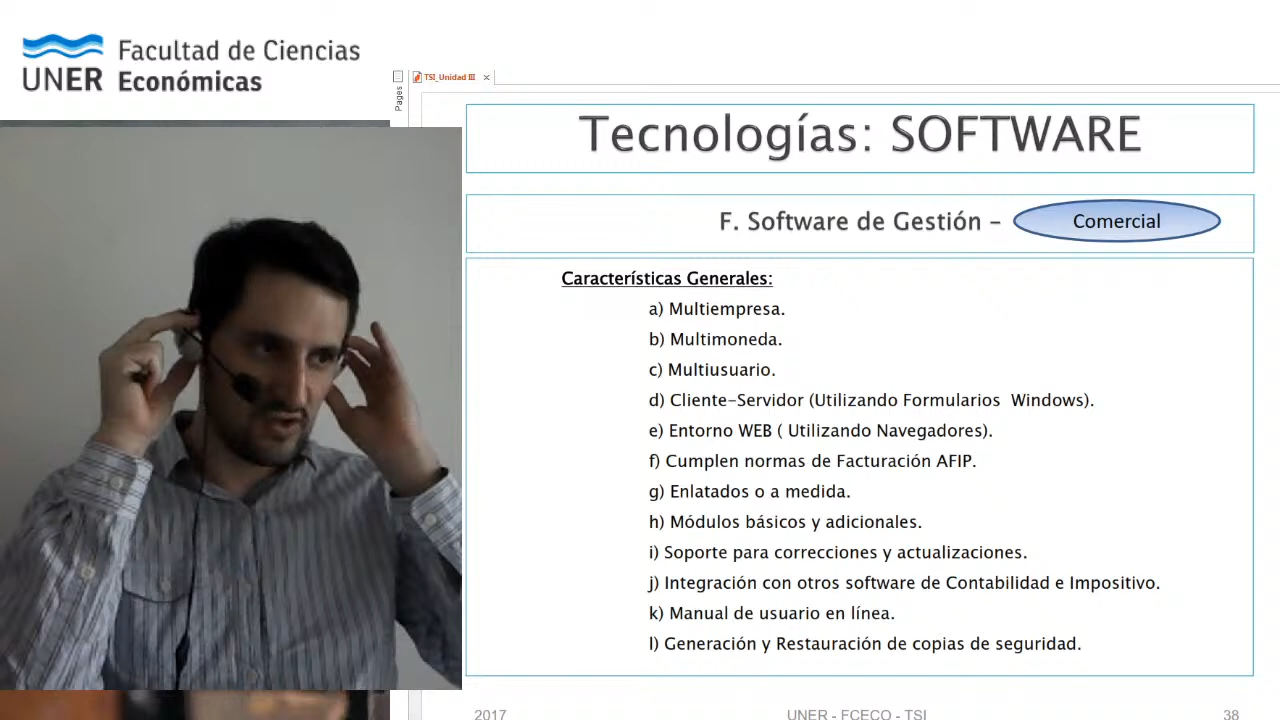 Facultad de Ciencias
UNER Económicas
TSI_Unidad III
Pages
Tecnologías: SOFTWARE
F. Software de Gestión – Comercial
Características Generales:
a) Multiempresa.
b) Multimoneda.
c) Multiusuario.
d) Cliente-Servidor (Utilizando Formularios Windows).
e) Entorno WEB ( Utilizando Navegadores).
f) Cumplen normas de Facturación AFIP.
g) Enlatados o a medida.
h) Módulos básicos y adicionales.
i) Soporte para correcciones y actualizaciones.
j) Integración con otros software de Contabilidad e Impositivo.
k) Manual de usuario en línea.
l) Generación y Restauración de copias de seguridad.
2017 UNER - FCECO - TSI 38